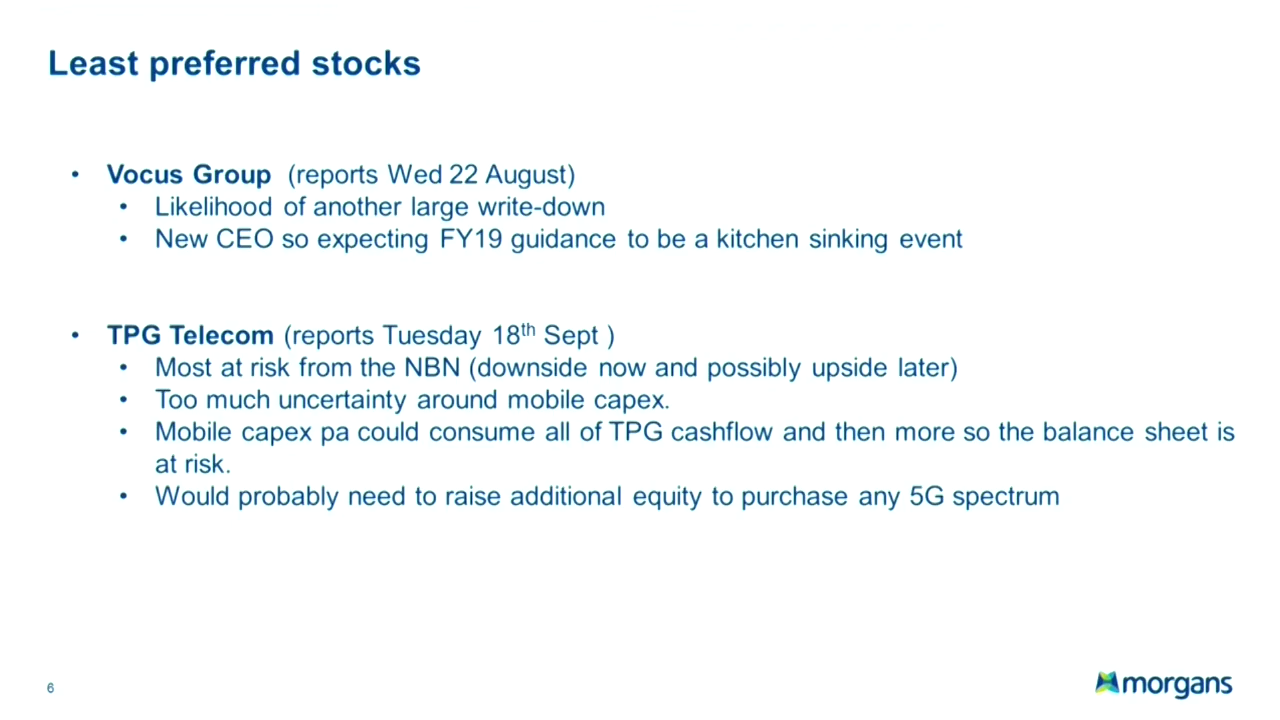 Least preferred stocks
• Vocus Group (reports Wed 22 August)
• Likelihood of another large write-down
• New CEO so expecting FY19 guidance to be a kitchen sinking event
• TPG Telecom (reports Tuesday 18th Sept )
• Most at risk from the NBN (downside now and possibly upside later)
• Too much uncertainty around mobile capex.
• Mobile capex pa could consume all of TPG cashflow and then more so the balance sheet is
at risk.
• Would probably need to raise additional equity to purchase any 5G spectrum
6
morgans